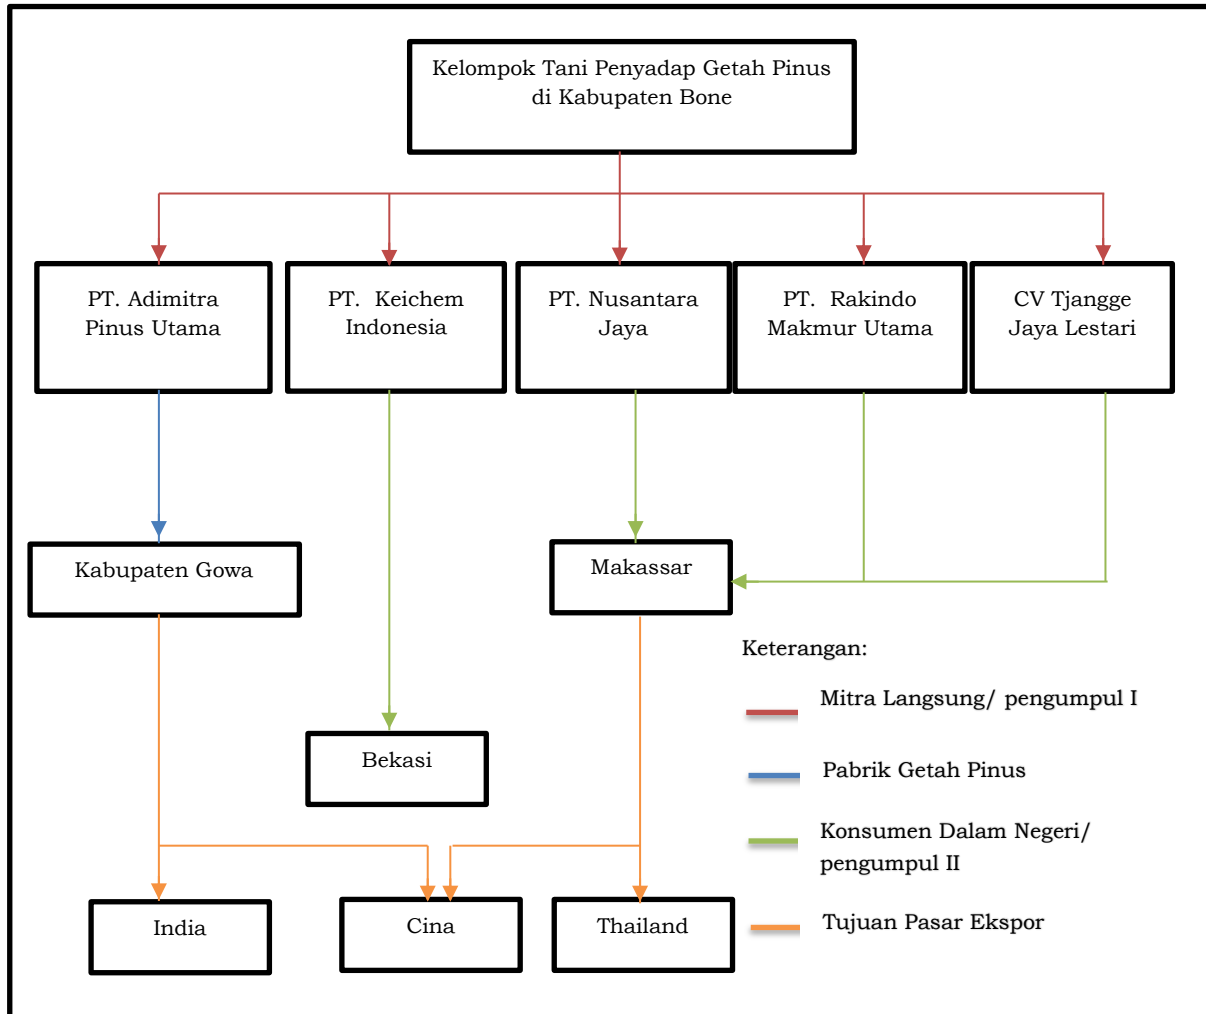 Kelompok Tani Penyadap Getah Pinus
di Kabupaten Bone
PT. Adimitra
Pinus Utama
PT. Keichem
Indonesia
PT. Nusantara
Jaya
PT. Rakindo
Makmur Utama
CV Tjangge
Jaya Lestari
Kabupaten Gowa
Makassar
Bekasi
India
Cina
Thailand
Keterangan:
Mitra Langsung/ pengumpul I
Pabrik Getah Pinus
Konsumen Dalam Negeri/
pengumpul II
Tujuan Pasar Ekspor